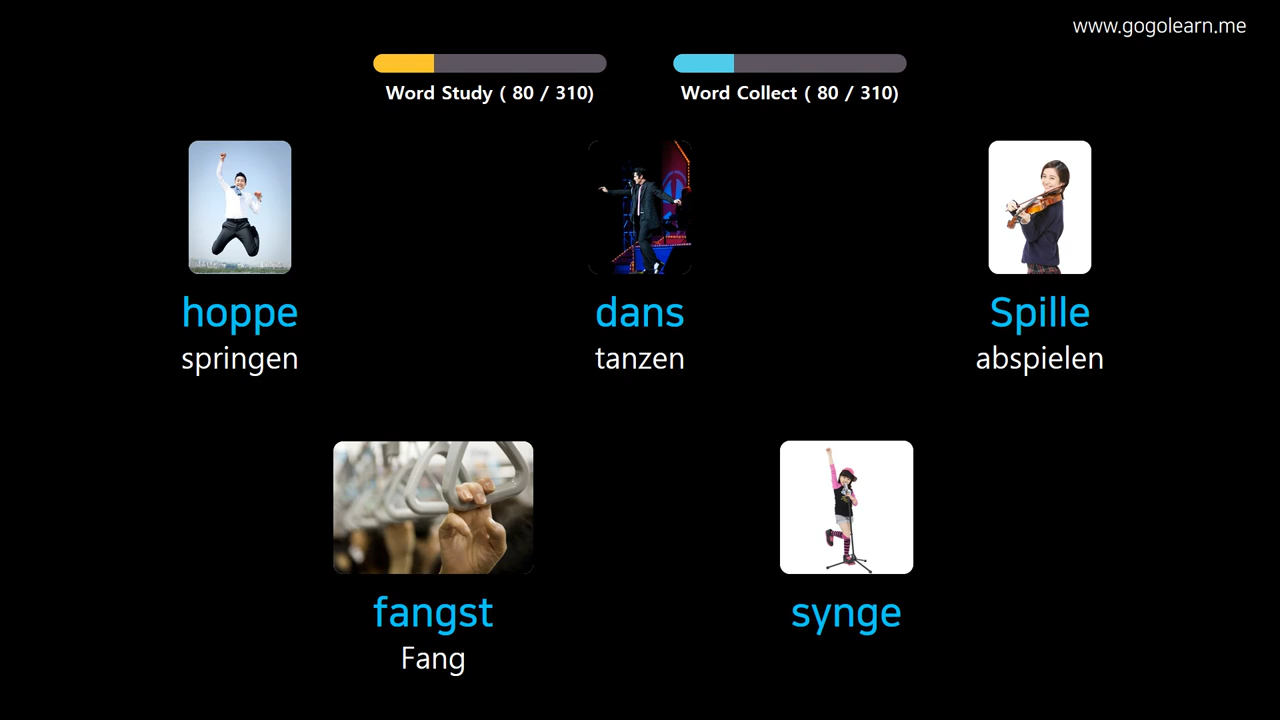 www.gogolearn.me
Word Study ( 80 / 310)
Word Collect ( 80 / 310)
hoppe
springen
dans
tanzen
Spille
abspielen
fangst
Fang
synge